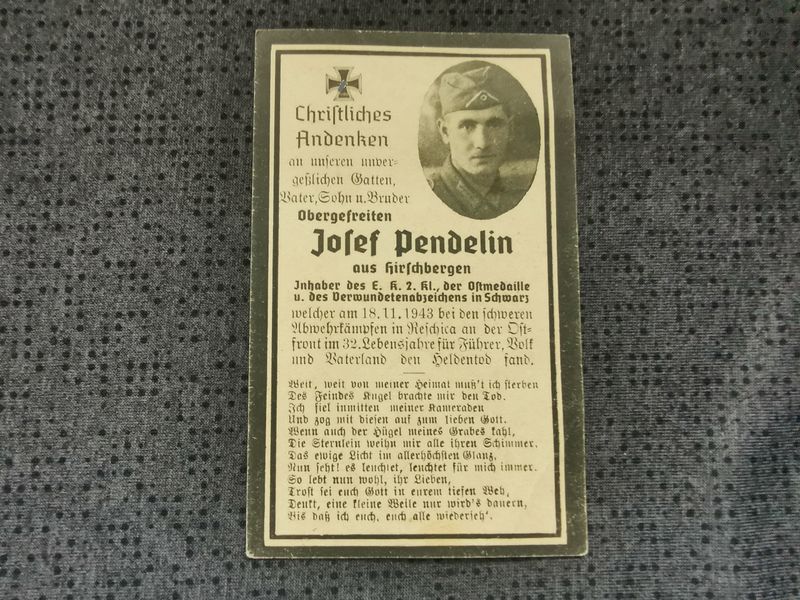 Christliches
Andenken
an unseren unver-
geßlichen Gatten,
Vater, Sohn u. Bruder
Obergefreiten
Josef Pendelin
aus Hirschbergen
Inhaber des E. K. 2. Kl., der Ostmedaille
u. des Verwundetenabzeichens in Schwarz
welcher am 18. 11. 1943 bei den schweren
Abwehrkämpfen in Reschica an der Ost-
front im 32. Lebensjahre für Führer, Volk
und Vaterland den Heldentod fand.
Weit, weit von meiner Heimat mußt' ich sterben
Des Feindes Kugel brachte mir den Tod.
Ich fiel inmitten meiner Kameraden
Und zog mit diesen auf zum lieben Gott.
Wenn auch der Hügel meines Grabes kahl,
Die Sternlein weihn mir alle ihren Schimmer.
Das ewige Licht im allerhöchsten Glanz,
Nun seht! es leuchtet, leuchtet für mich immer.
So lebt nun wohl, ihr Lieben,
Trost sei euch Gott in eurem tiefen Weh,
Denkt, eine kleine Weile nur wird's dauern,
Bis daß ich euch, euch alle wiederseh'.